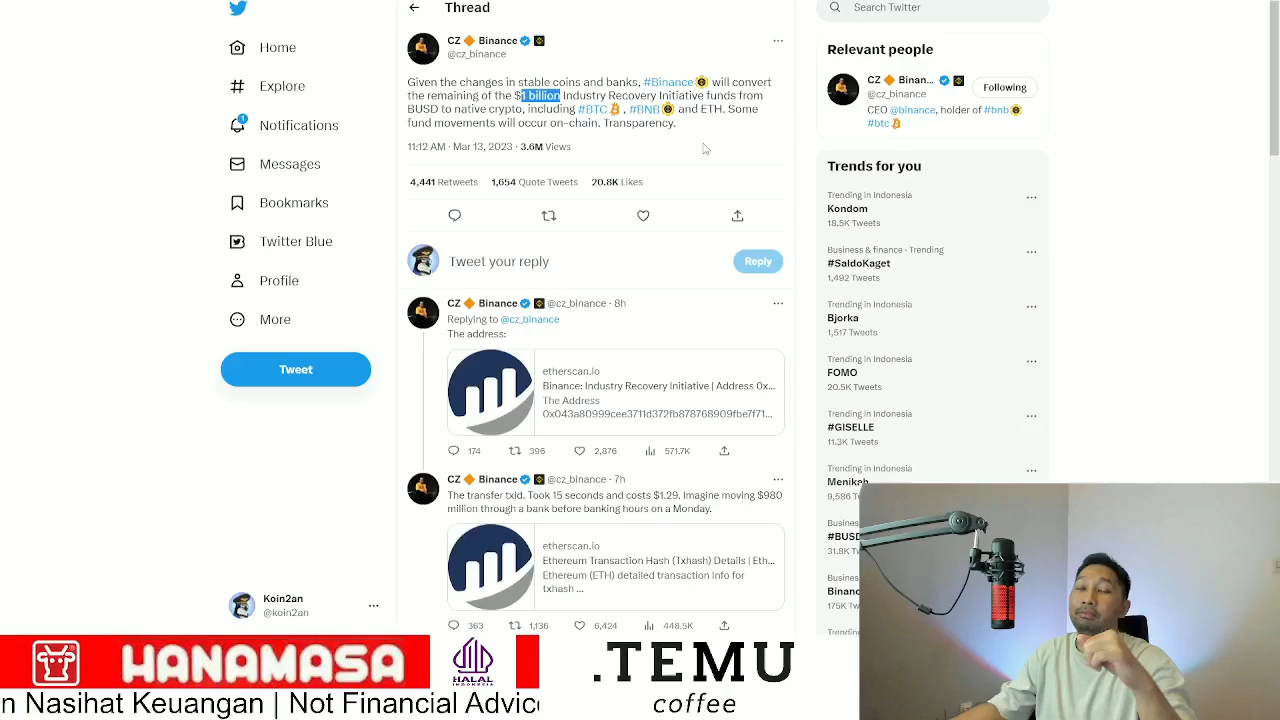 Thread
Search Twitter
Home
Explore
Notifications
1
Messages
Bookmarks
Twitter Blue
Profile
More
Tweet
Koin2an
@koin2an
CZ Binance
@cz_binance
Given the changes in stable coins and banks, #Binance will convert
the remaining of the $1 billion Industry Recovery Initiative funds from
BUSD to native crypto, including #BTC , #BNB and ETH. Some
fund movements will occur on-chain. Transparency.
11:12 AM · Mar 13, 2023 · 3.6M Views
4,441 Retweets 1,654 Quote Tweets 20.8K Likes
Tweet your reply
Reply
CZ Binance @cz_binance · 8h
Replying to @cz_binance
The address:
etherscan.io
Binance: Industry Recovery Initiative | Address 0x...
The Address
0x043a80999cee3711d372fb878768909fbe7f71...
174 396 2,876 571.7K
CZ Binance @cz_binance · 7h
The transfer txid. Took 15 seconds and costs $1.29. Imagine moving $980
million through a bank before banking hours on a Monday.
etherscan.io
Ethereum Transaction Hash (Txhash) Details | Eth...
Ethereum (ETH) detailed transaction info for
txhash ...
363 1,136 6,424 448.5K
Relevant people
CZ Binan...
@cz_binance
Following
CEO @binance, holder of #bnb
#btc
Trends for you
Trending in Indonesia
Kondom
18.5K Tweets
Business & finance · Trending
#SaldoKaget
1,492 Tweets
Trending in Indonesia
Bjorka
1,517 Tweets
Trending in Indonesia
FOMO
20.5K Tweets
Trending in Indonesia
#GISELLE
11.3K Tweets
Trending in Indonesia
Menikah
9,586
#BUSD
31.8K
175K
HANAMASA
HALAL
INDONESIA
.TEMU
coffee
n Nasihat Keuangan | Not Financial Advice